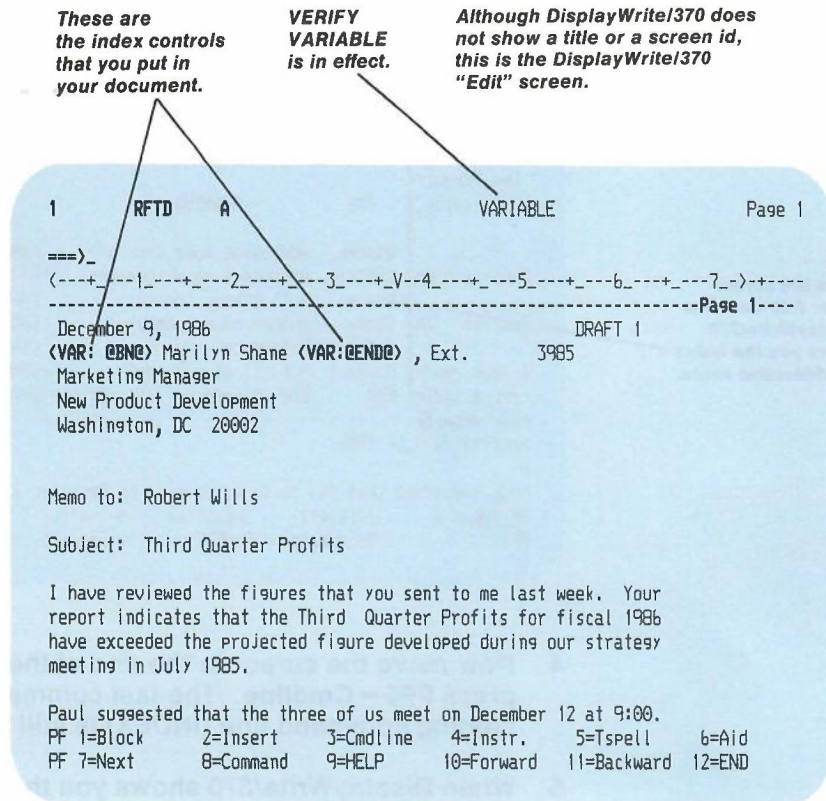 These are
the index controls
that you put in
your document.
VERIFY
VARIABLE
is in effect.
Although DisplayWrite/370 does
not show a title or a screen id,
this is the DisplayWrite/370
"Edit" screen.
1 RFTD A VARIABLE Page 1
===>_
<---+_---1_---+_---2_---+_---3_---+_V-4_---+_---5_---+_---6_---+_---7_->-+---
------------------------------------------------------------------------Page 1----
December 9, 1986 DRAFT 1
<VAR: @BN@> Marilyn Shane <VAR:@END@> , Ext. 3985
Marketing Manager
New Product Development
Washington, DC 20002
Memo to: Robert Wills
Subject: Third Quarter Profits
I have reviewed the figures that you sent to me last week. Your
report indicates that the Third Quarter Profits for fiscal 1986
have exceeded the projected figure developed during our strategy
meeting in July 1985.
Paul suggested that the three of us meet on December 12 at 9:00.
PF 1=Block 2=Insert 3=Cmdline 4=Instr. 5=Tspell 6=Aid
PF 7=Next 8=Command 9=HELP 10=Forward 11=Backward 12=END